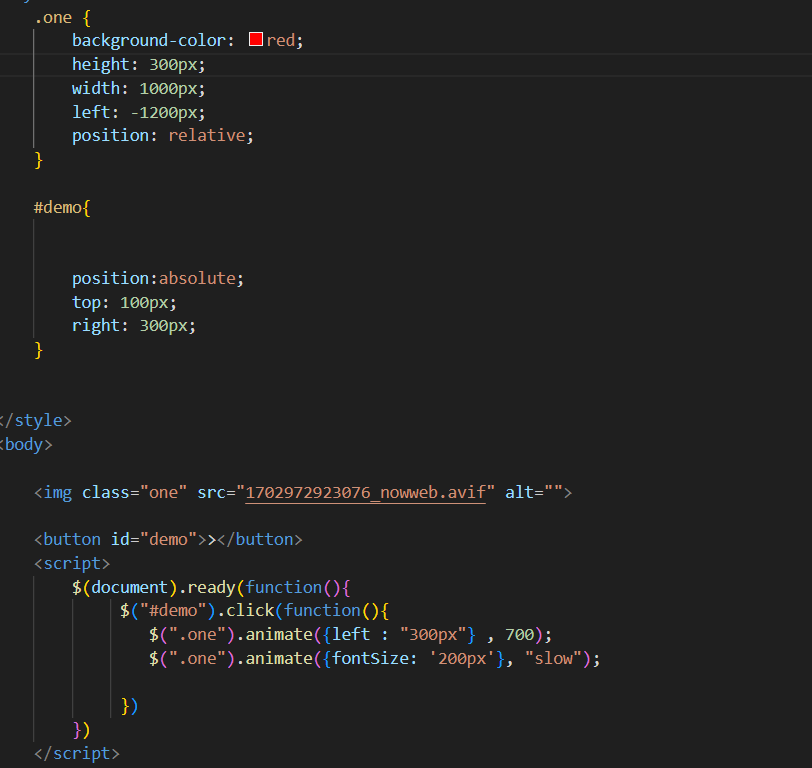 .one {
background-color: red;
height: 300px;
width: 1000px;
left: -1200px;
position: relative;
}
#demo{
position:absolute;
top: 100px;
right: 300px;
}
</style>
<body>
<img class="one" src="1702972923076_nowweb.avif" alt="">
<button id="demo">></button>
<script>
$(document).ready(function(){
$("#demo").click(function(){
$(".one").animate({left : "300px"} , 700);
$(".one").animate({fontSize: '200px'}, "slow");
})
})
</script>